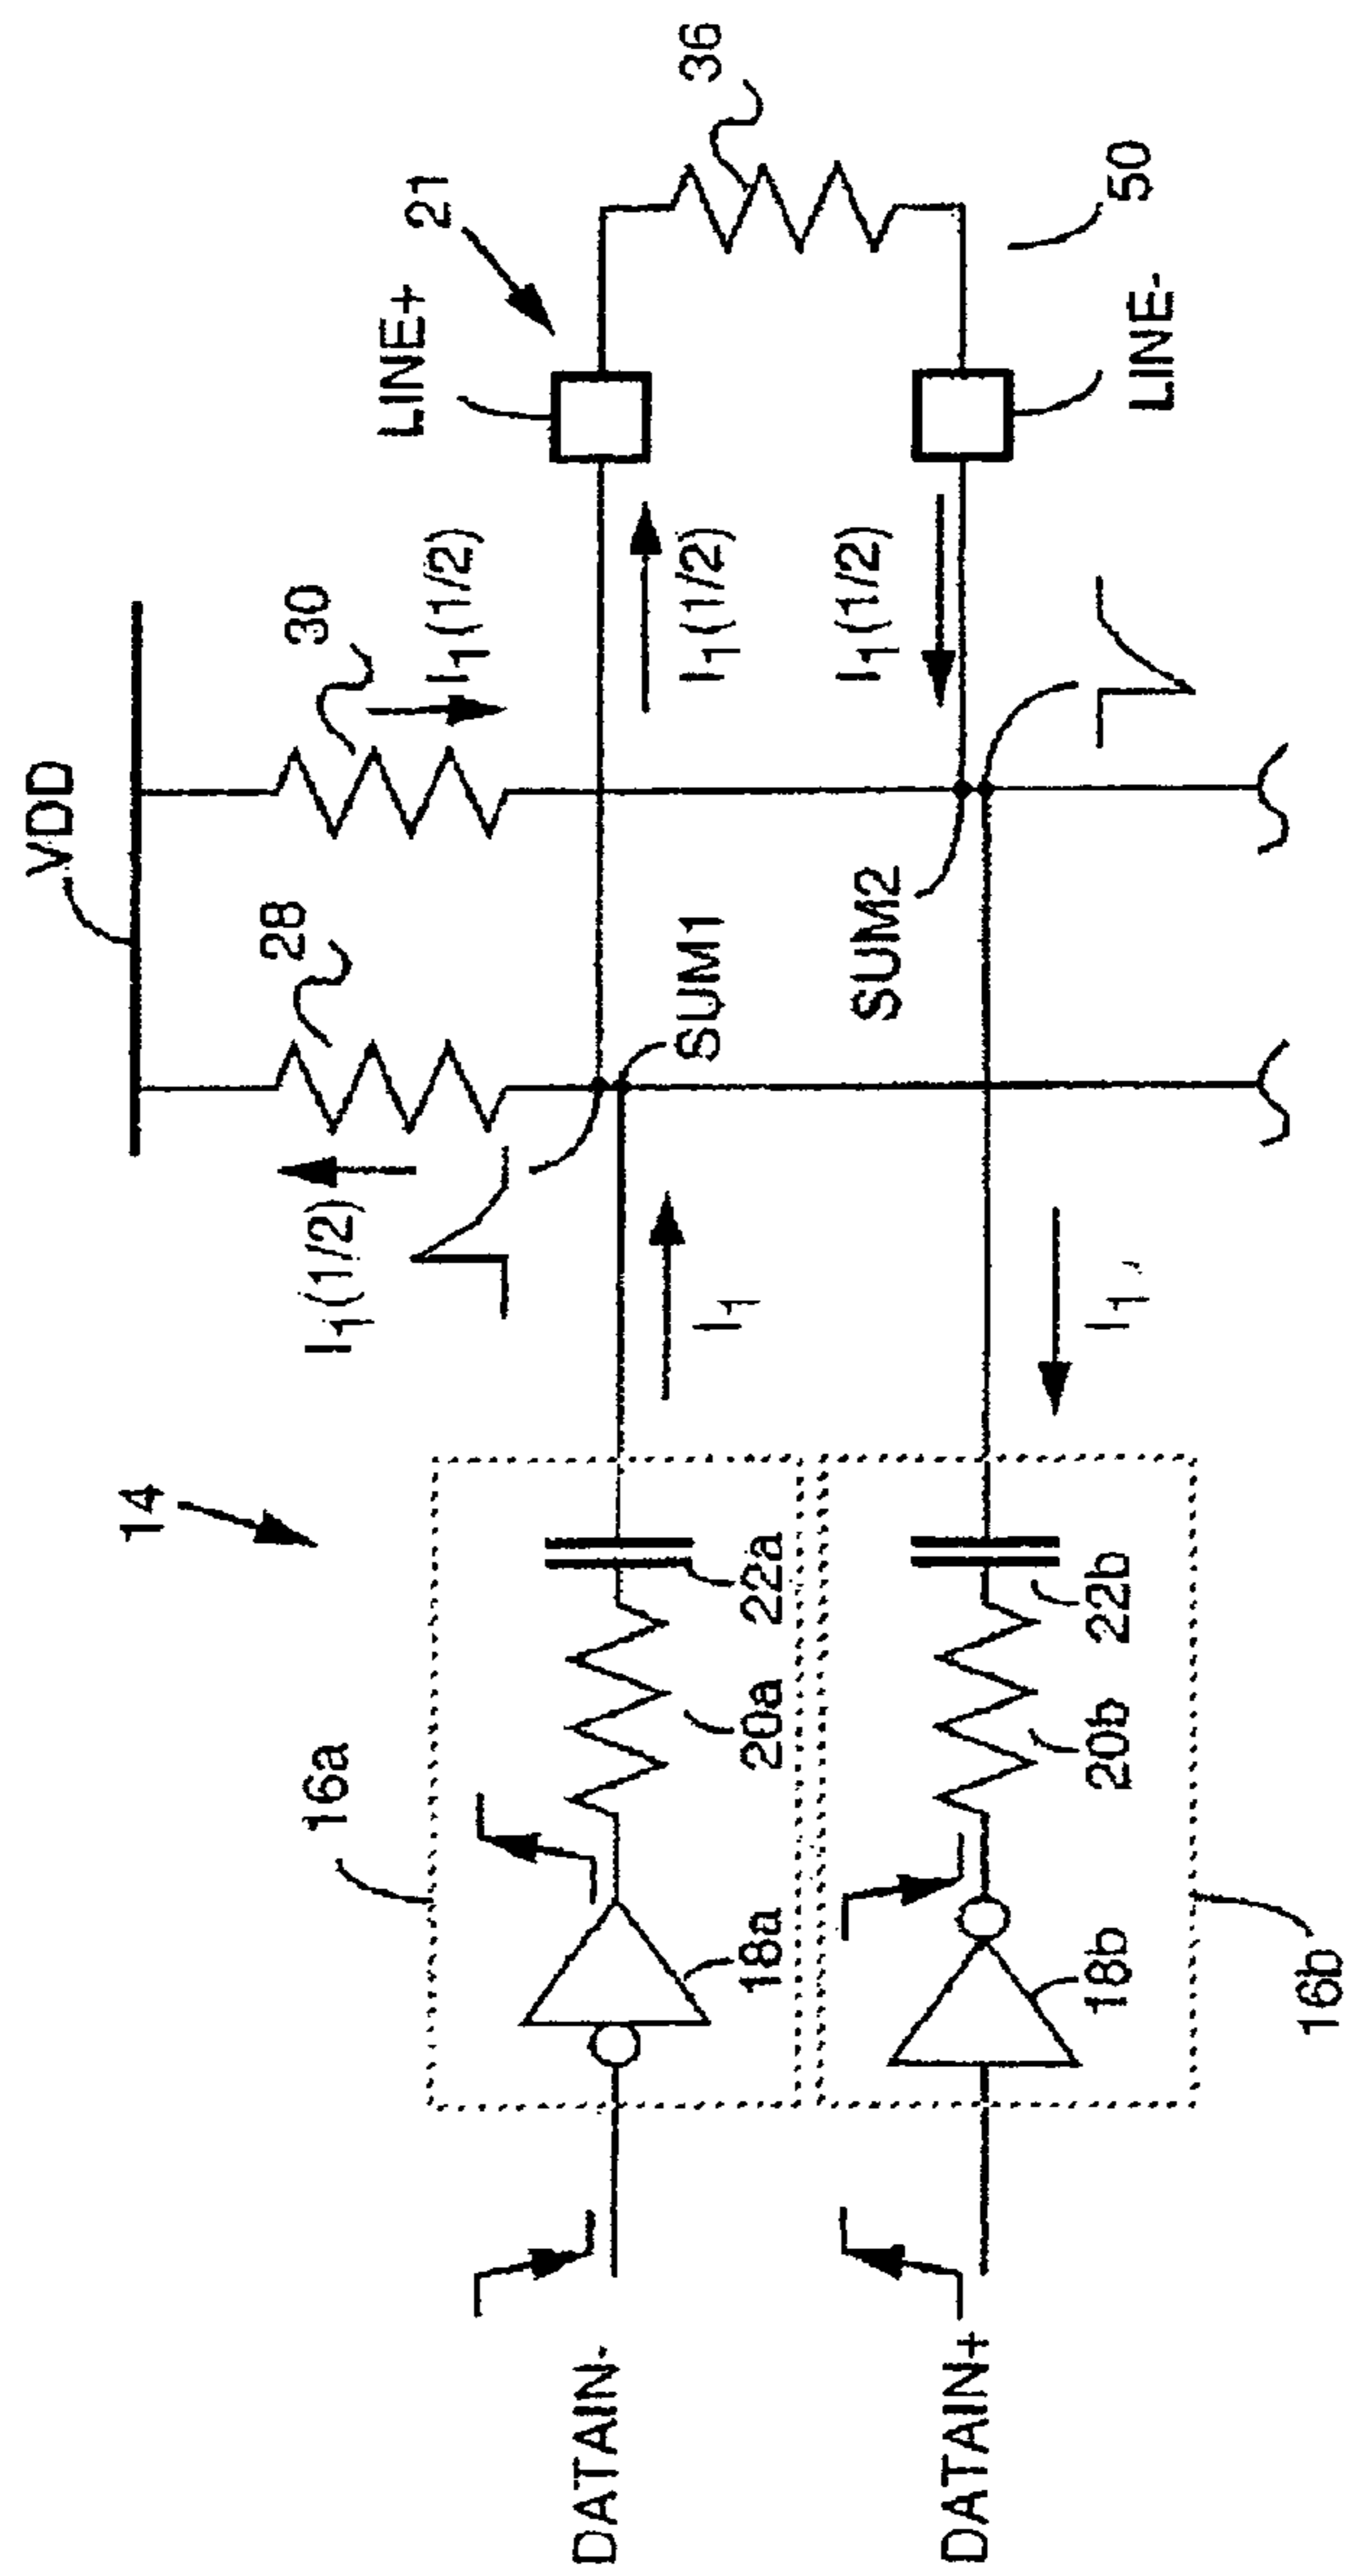 VDD
28
30
I1(1/2)
I1(1/2)
21
LINE+
36
I1(1/2)
14
16a
SUM1
I1
DATAIN-
18a
20a
22a
SUM2
I1(1/2)
I1
50
LINE-
DATAIN+
18b
20b
22b
16b